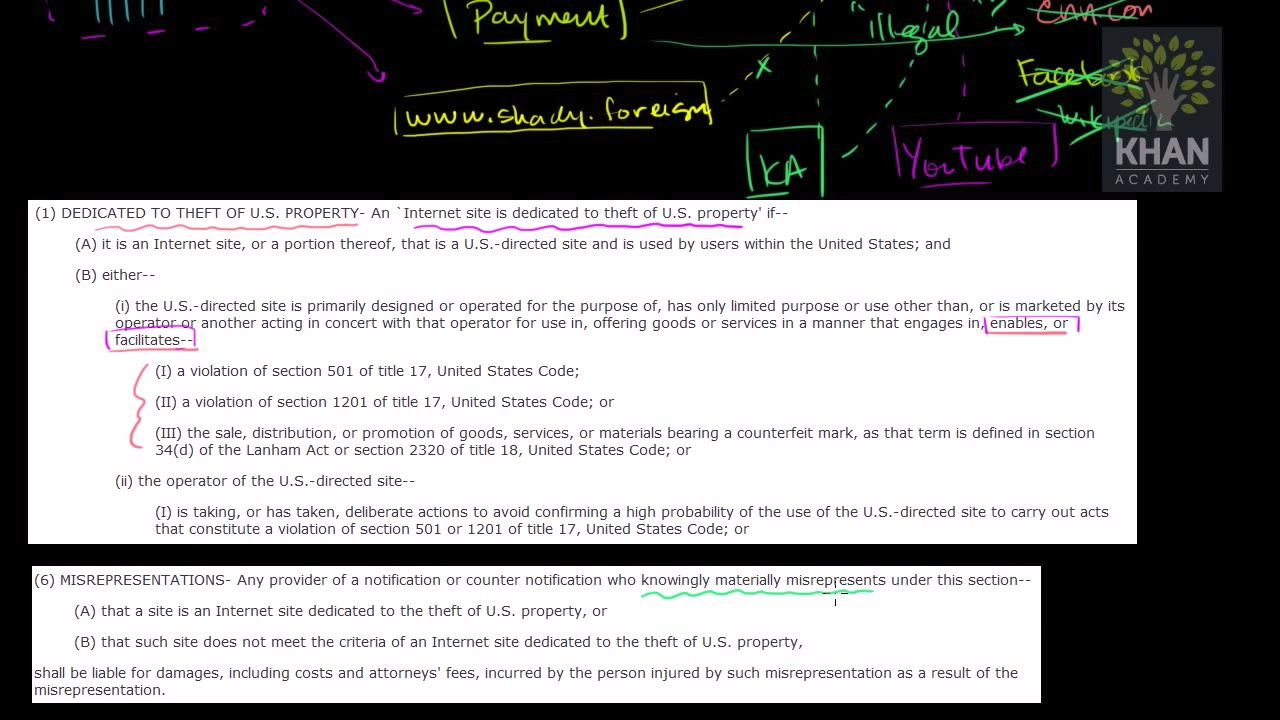 Payment
"illegal"
cnn.com
Facebook
www.shady.foreign
Wikipedia
KA
YouTube
KHAN
ACADEMY
(1) DEDICATED TO THEFT OF U.S. PROPERTY- An `Internet site is dedicated to theft of U.S. property' if--
(A) it is an Internet site, or a portion thereof, that is a U.S.-directed site and is used by users within the United States; and
(B) either--
(i) the U.S.-directed site is primarily designed or operated for the purpose of, has only limited purpose or use other than, or is marketed by its
operator or another acting in concert with that operator for use in, offering goods or services in a manner that engages in, enables, or
facilitates--
(I) a violation of section 501 of title 17, United States Code;
(II) a violation of section 1201 of title 17, United States Code; or
(III) the sale, distribution, or promotion of goods, services, or materials bearing a counterfeit mark, as that term is defined in section
34(d) of the Lanham Act or section 2320 of title 18, United States Code; or
(ii) the operator of the U.S.-directed site--
(I) is taking, or has taken, deliberate actions to avoid confirming a high probability of the use of the U.S.-directed site to carry out acts
that constitute a violation of section 501 or 1201 of title 17, United States Code; or
(6) MISREPRESENTATIONS- Any provider of a notification or counter notification who knowingly materially misrepresents under this section--
(A) that a site is an Internet site dedicated to the theft of U.S. property, or
(B) that such site does not meet the criteria of an Internet site dedicated to the theft of U.S. property,
shall be liable for damages, including costs and attorneys' fees, incurred by the person injured by such misrepresentation as a result of the
misrepresentation.